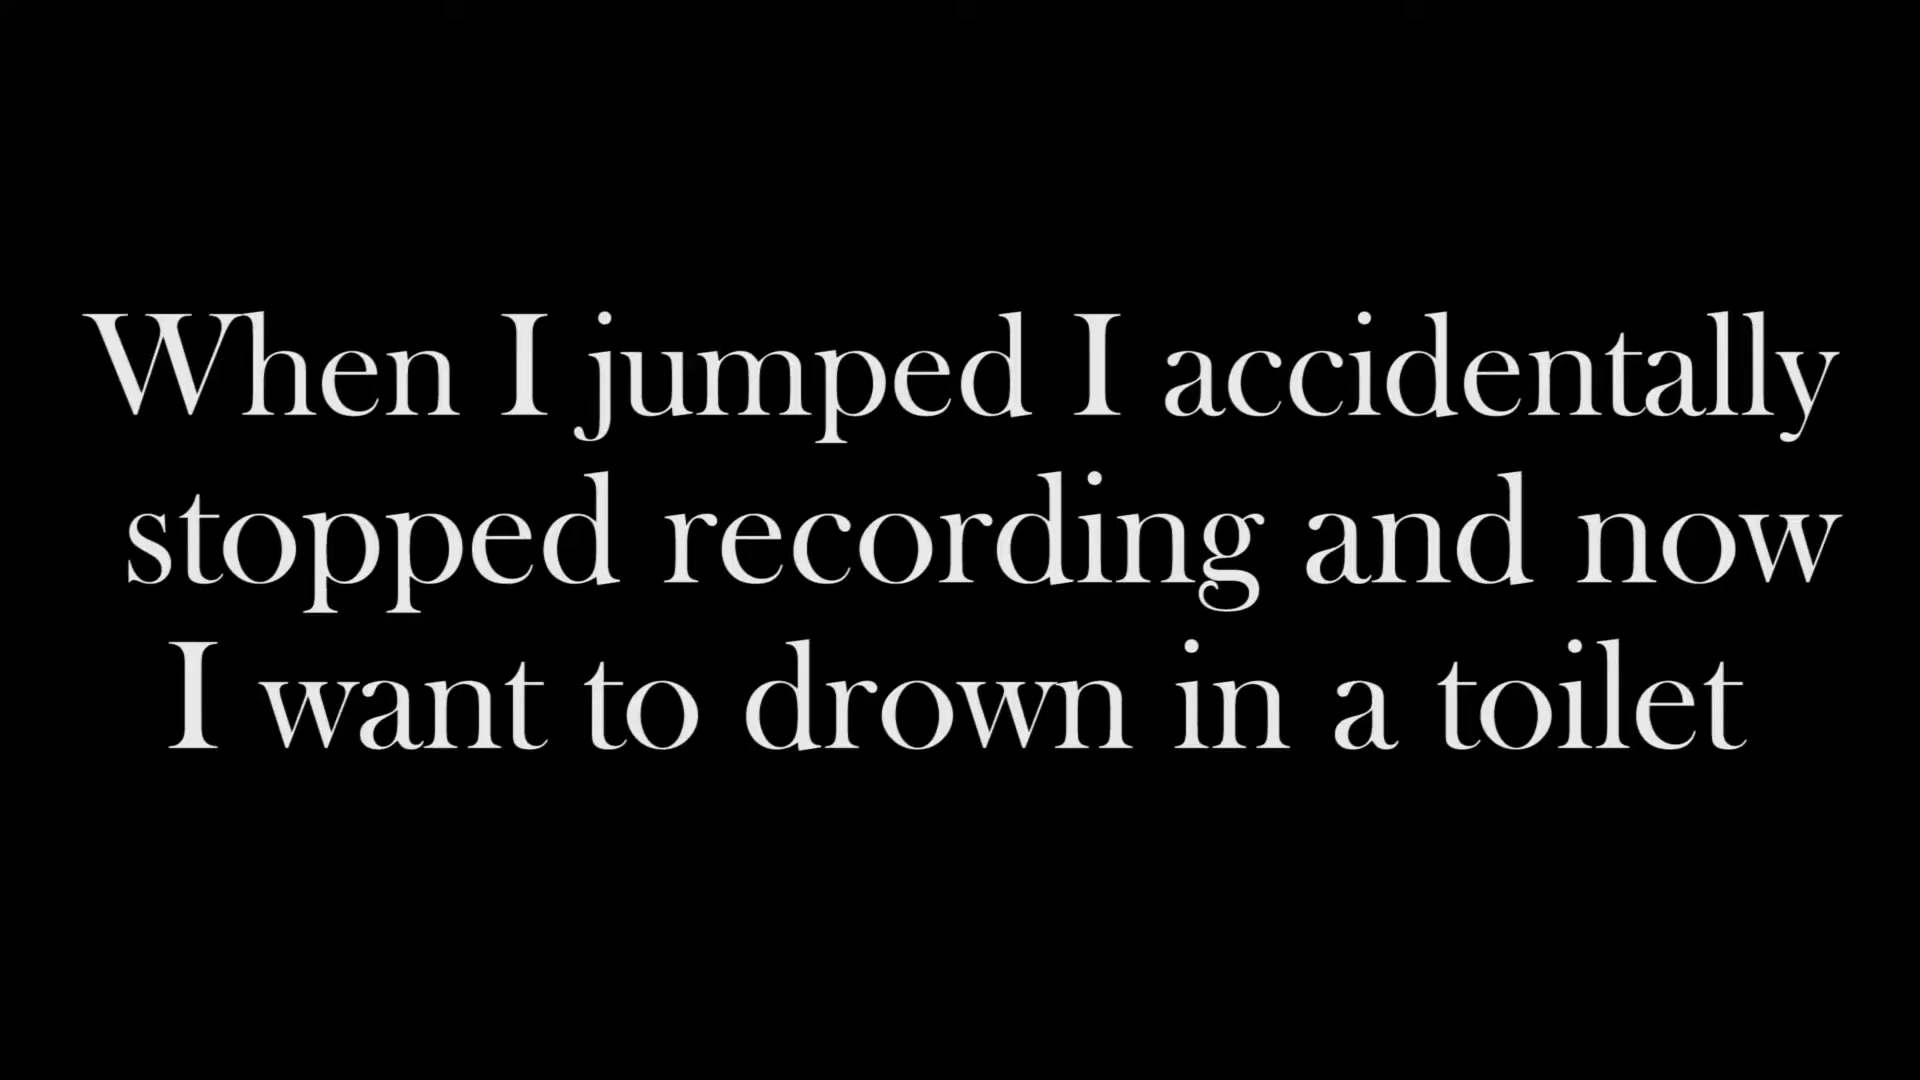 When I jumped I accidentally
stopped recording and now
I want to drown in a toilet